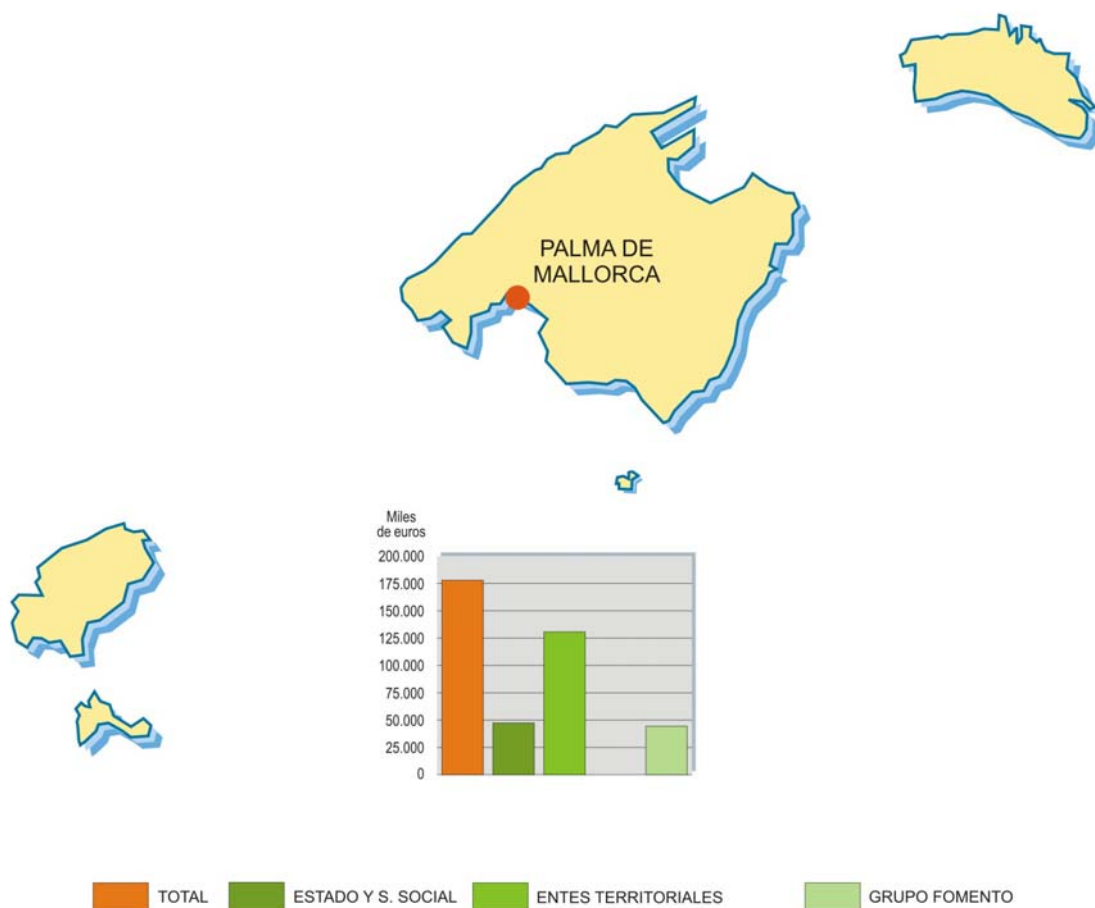 PALMA DE
MALLORCA
Miles
de euros
200.000
175.000
150.000
125.000
100.000
75.000
50.000
25.000
0
TOTAL
ESTADO Y S. SOCIAL
ENTES TERRITORIALES
GRUPO FOMENTO